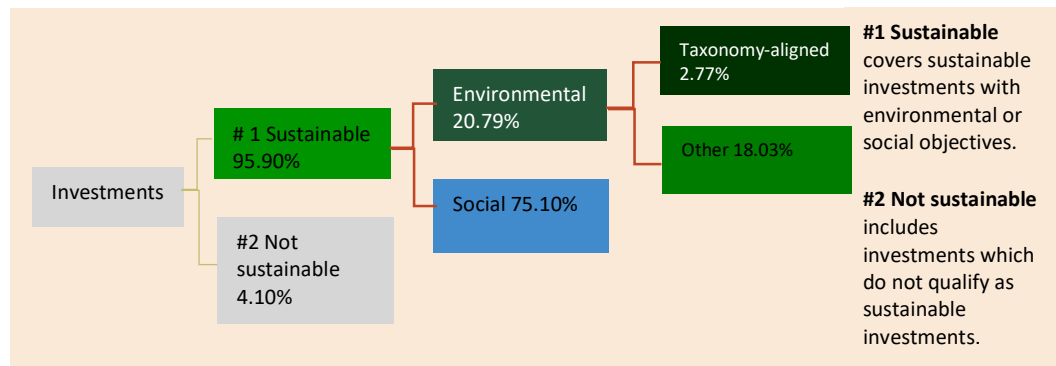 Investments
# 1 Sustainable
95.90%
#2 Not
sustainable
4.10%
Environmental
20.79%
Social 75.10%
Taxonomy-aligned
2.77%
Other 18.03%
#1 Sustainable
covers sustainable
investments with
environmental or
social objectives.
#2 Not sustainable
includes
investments which
do not qualify as
sustainable
investments.